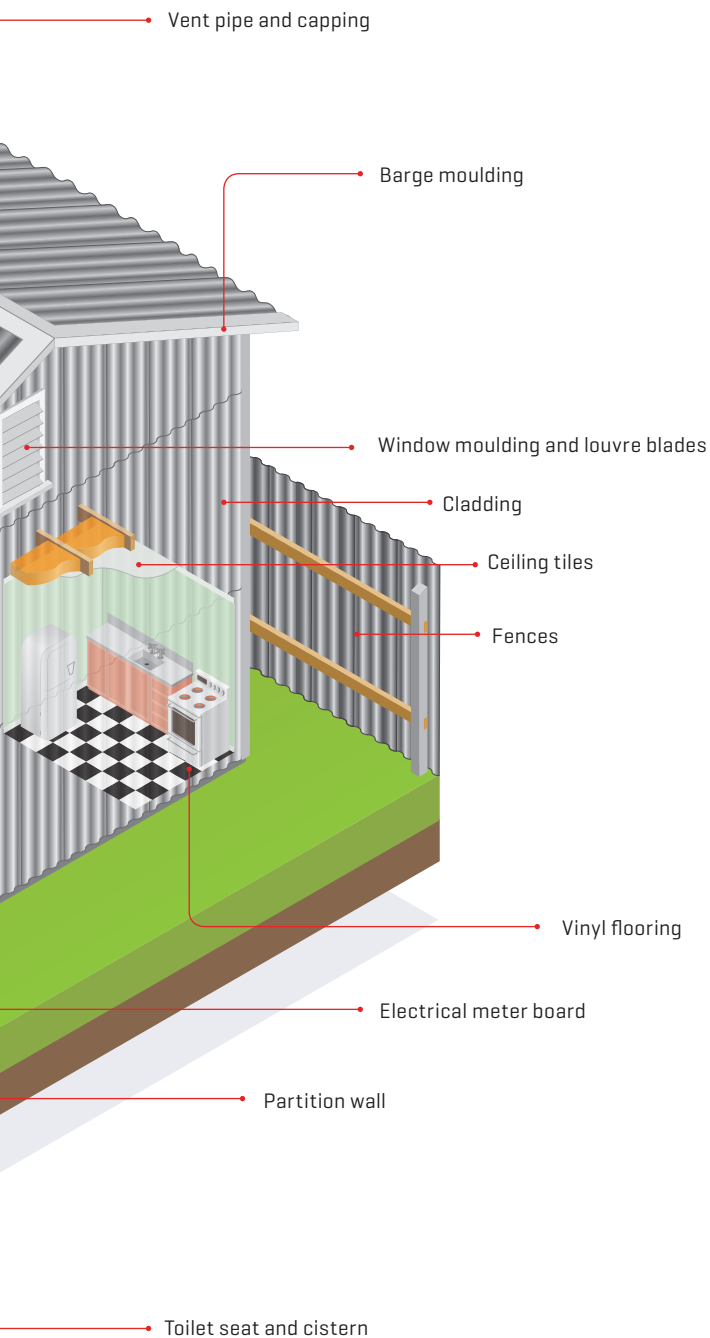 Vent pipe and capping
Barge moulding
Window moulding and louvre blades
Cladding
Ceiling tiles
Fences
Vinyl flooring
Electrical meter board
Partition wall
Toilet seat and cistern